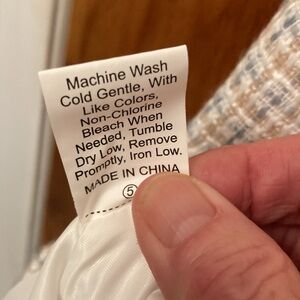 Machine Wash
Cold Gentle, With
Like Colors,
Non-Chlorine
Bleach When
Needed, Tumble
Dry Low, Remove
Promptly, Iron Low.
MADE IN CHINA
5